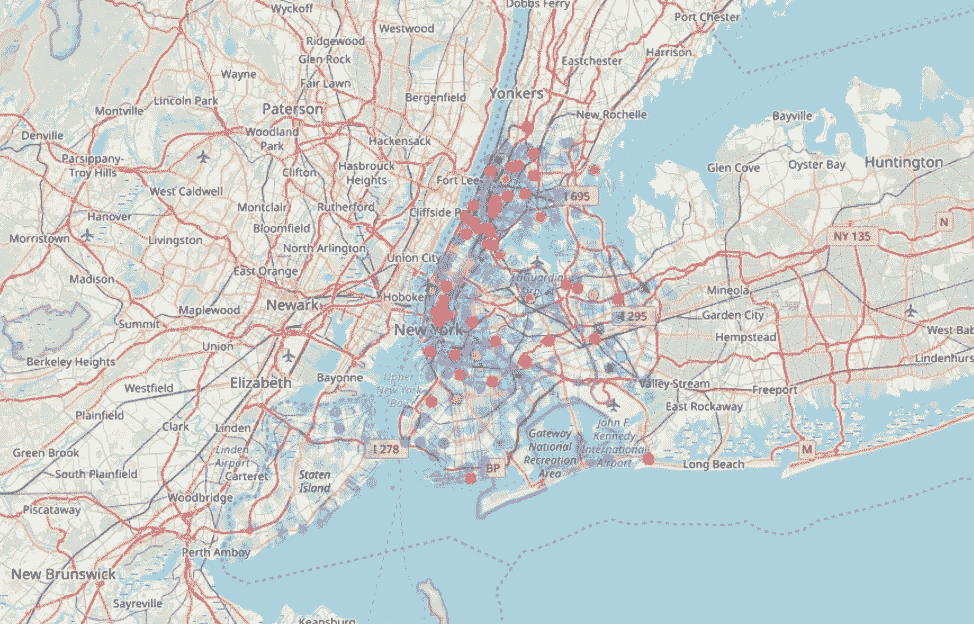 Dobbs Ferry
Wyckoff
Port Chester
Westwood
Ridgewood
Harrison
Glen Rock
Eastchester
Wayne
Fair Lawn
Yonkers
Lincoln Park
Bergenfield
Paterson
Montville
New Rochelle
Bayville
Denville
Woodland
Park
Hackensack
Parsippany-
Troy Hills
Hasbrouck
Heights
Glen Cove
Oyster Bay
Huntington
Clifton
Fort Lee
West Caldwell
I 695
Montclair
Rutherford
Hanover
Cliffside P
Bloomfield
N
Morristown
Livingston
NY 135
North Arlington
Union City
East Orange
Madison
Mineola
Hoboken
Newark
Maplewood
Garden City
I 295
Summit
New York
West Bab
Union
Hempstead
Berkeley Heights
Lindenhurs
Bayonne
Upper
New York
Ba
Elizabeth
Valley Stream
Westfield
Freeport
East Rockaway
Plainfield
Clark
Linden
John F.
Kennedy
International
Airport
Gateway
National
Recreation
Area
Green Brook
Linden
Airport
I 278
M
BP
Long Beach
South Plainfield
Carteret
Staten
Island
Woodbridge
Piscataway
Perth Amboy
New Brunswick
Sayreville
Keansburg